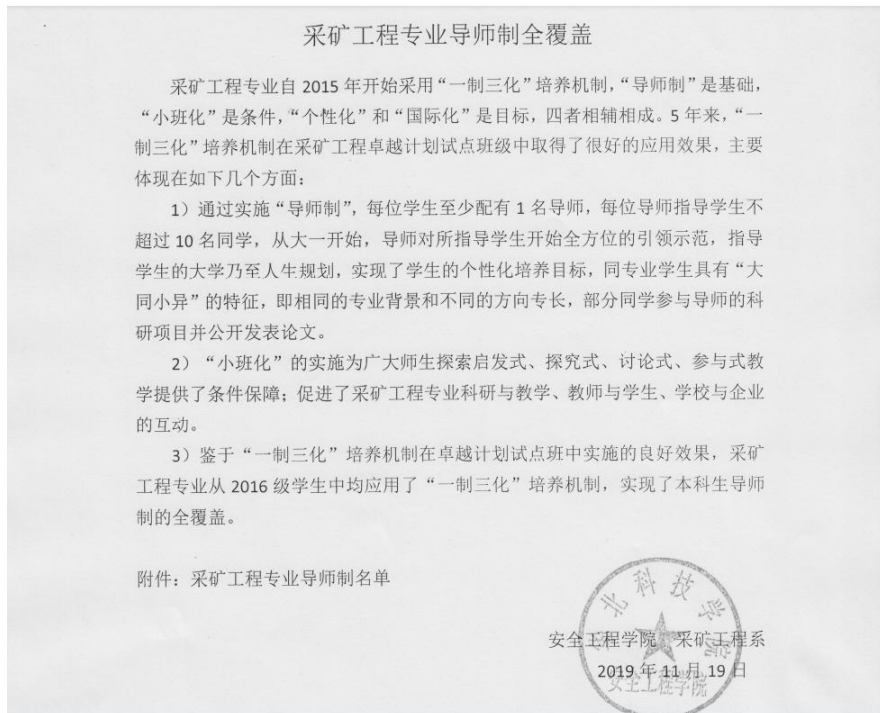 采矿工程专业导师制全覆盖
采矿工程专业自 2015 年开始采用“一制三化”培养机制，“导师制”是基础，
“小班化”是条件，“个性化”和“国际化”是目标，四者相辅相成。5 年来，“一
制三化”培养机制在采矿工程卓越计划试点班级中取得了很好的应用效果，主要
体现在如下几个方面：
1）通过实施“导师制”，每位学生至少配有 1 名导师，每位导师指导学生不
超过 10 名同学，从大一开始，导师对所指导学生开始全方位的引领示范，指导
学生的大学乃至人生规划，实现了学生的个性化培养目标，同专业学生具有“大
同小异”的特征，即相同的专业背景和不同的方向专长，部分同学参与导师的科
研项目并公开发表论文。
2）“小班化”的实施为广大师生探索启发式、探究式、讨论式、参与式教
学提供了条件保障；促进了采矿工程专业科研与教学、教师与学生、学校与企业
的互动。
3）鉴于“一制三化”培养机制在卓越计划试点班中实施的良好效果，采矿
工程专业从 2016 级学生中均应用了“一制三化”培养机制，实现了本科生导师
制的全覆盖。
附件：采矿工程专业导师制名单
北科技学院
安全工程学院 采矿工程系
2019 年 11 月 19 日
安全工程学院